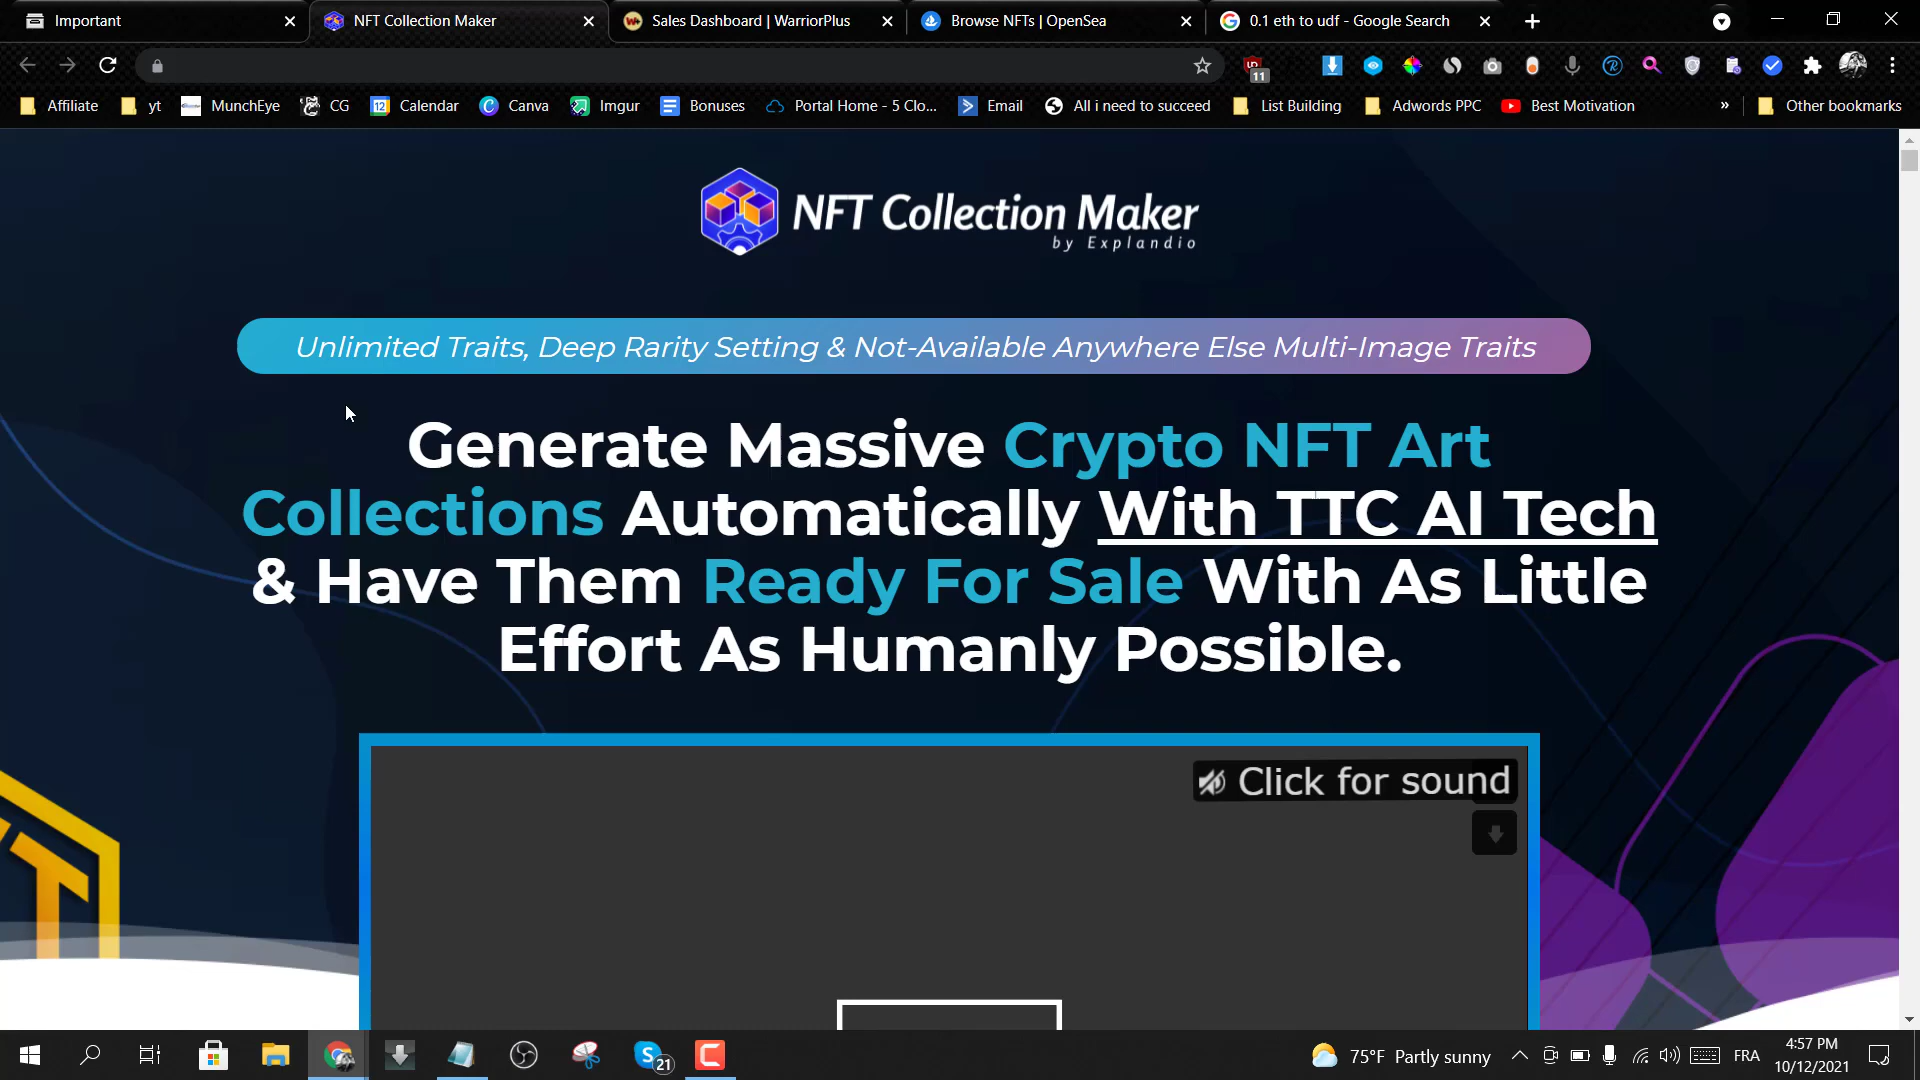 Important
NFT Collection Maker
Sales Dashboard | WarriorPlus
Browse NFTs | OpenSea
0.1 eth to udf - Google Search
11
Affiliate
yt
MunchEye
CG
12
Calendar
Canva
Imgur
Bonuses
Portal Home - 5 Clo...
Email
All i need to succeed
List Building
Adwords PPC
Best Motivation
»
Other bookmarks
NFT Collection Maker
by Explandio
Unlimited Traits, Deep Rarity Setting & Not-Available Anywhere Else Multi-Image Traits
Generate Massive Crypto NFT Art
Collections Automatically With TTC AI Tech
& Have Them Ready For Sale With As Little
Effort As Humanly Possible.
Click for sound
21
75°F Partly sunny
FRA
4:57 PM
10/12/2021